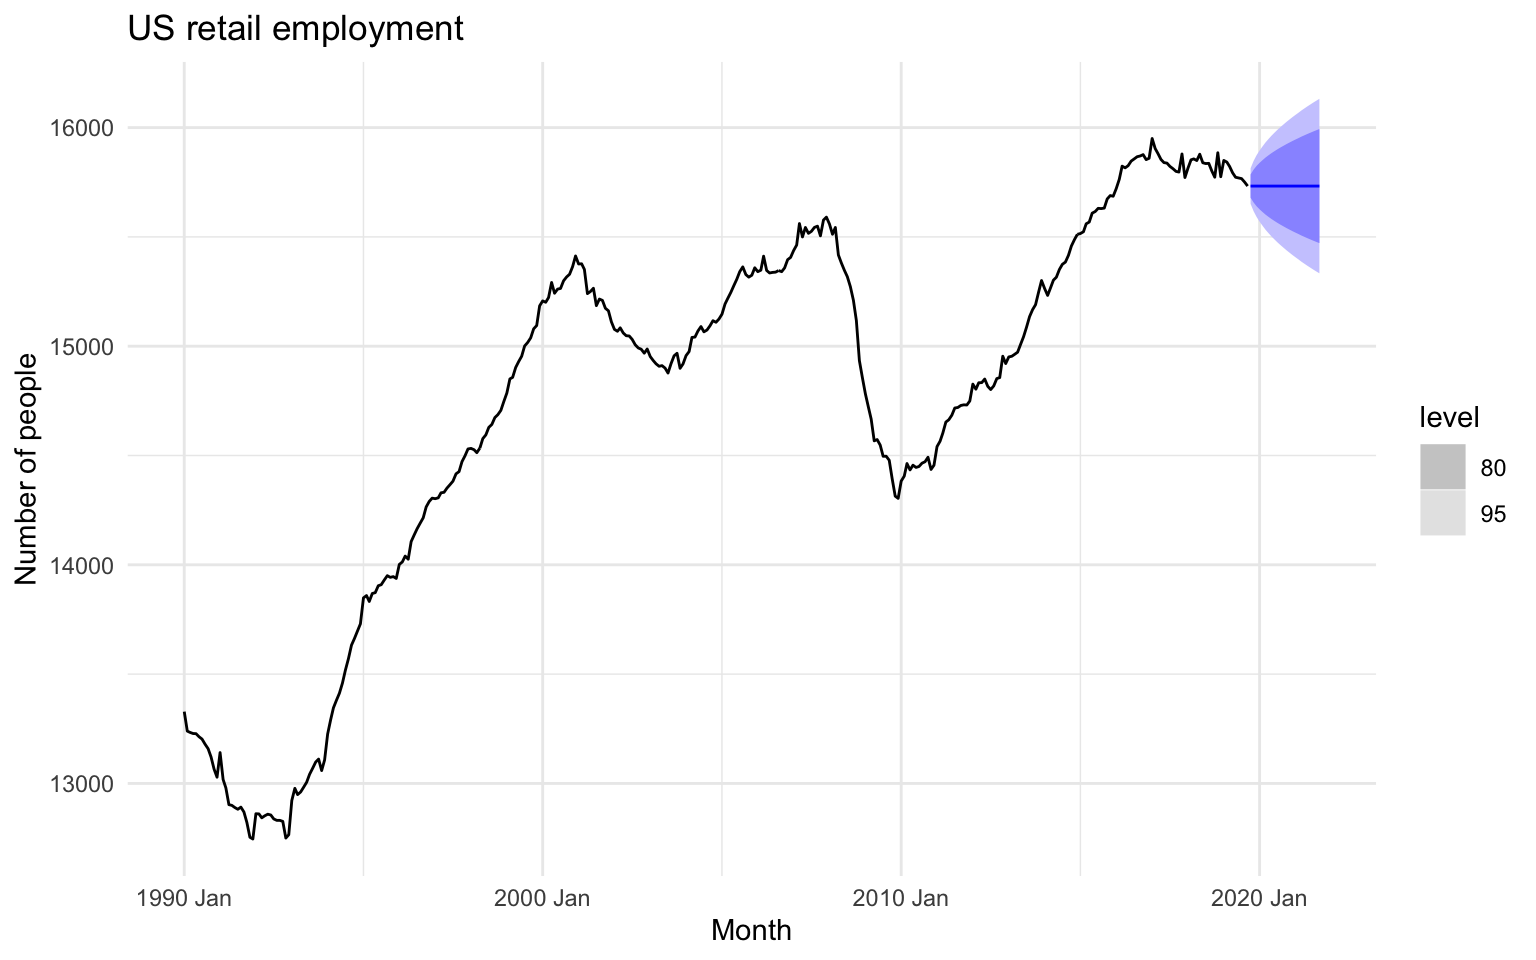 US retail employment
16000
15000
14000
13000
Number of people
1990 Jan
2000 Jan
2010 Jan
2020 Jan
Month
level
80
95